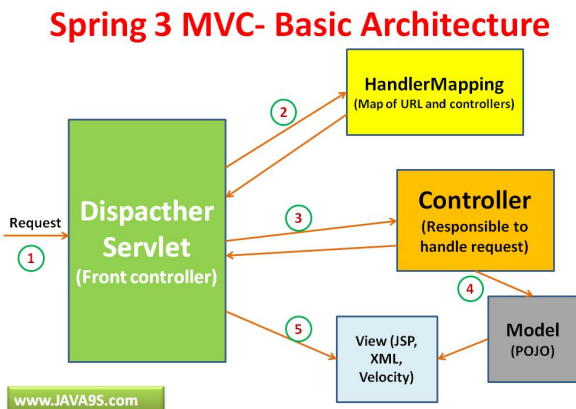 Spring 3 MVC- Basic Architecture
HandlerMapping
(Map of URL and controllers)
2
Dispacther
Servlet
(Front controller)
Request
1
3
Controller
(Responsible to
handle request)
4
5
View (JSP,
XML,
Velocity)
Model
(POJO)
www.JAVA9S.com